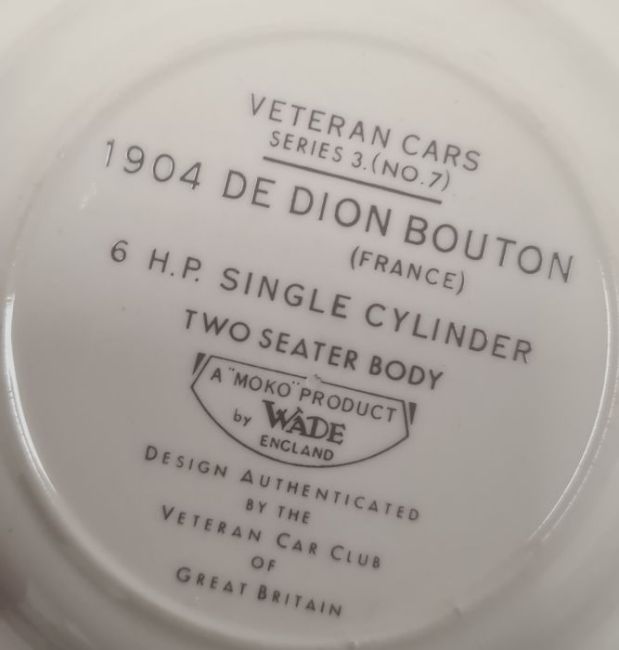 VETERAN CARS
SERIES 3.(NO.7)
1904 DE DION BOUTON
(FRANCE)
6 H.P. SINGLE CYLINDER
TWO SEATER BODY
A "MOKO" PRODUCT
by WADE
ENGLAND
DESIGN AUTHENTICATED
BY THE
VETERAN CAR CLUB
OF
GREAT BRITAIN